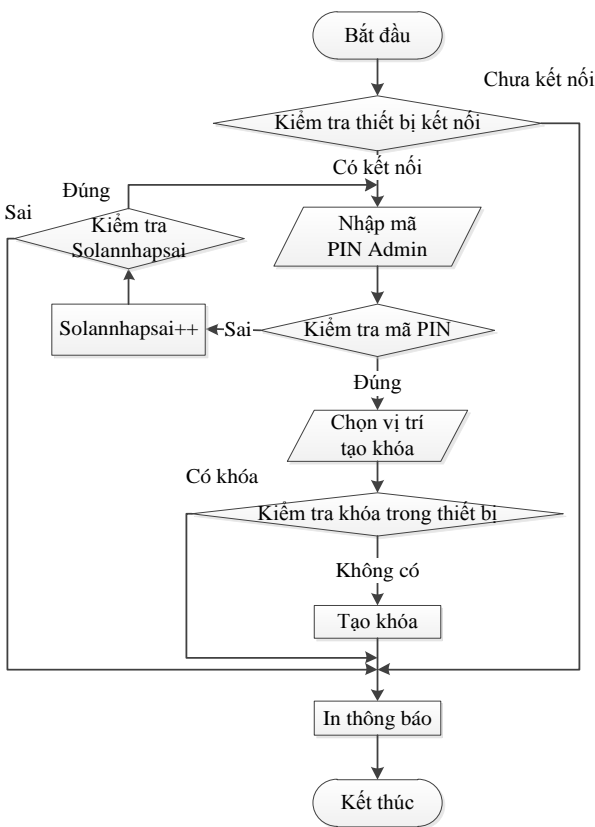 Bắt đầu
Chưa kết nối
Kiểm tra thiết bị kết nối
Có kết nối
Đúng
Sai
Kiểm tra
Solannhapsai
Nhập mã
PIN Admin
Solannhapsai++
Sai
Kiểm tra mã PIN
Đúng
Chọn vị trí
tạo khóa
Có khóa
Kiểm tra khóa trong thiết bị
Không có
Tạo khóa
In thông báo
Kết thúc